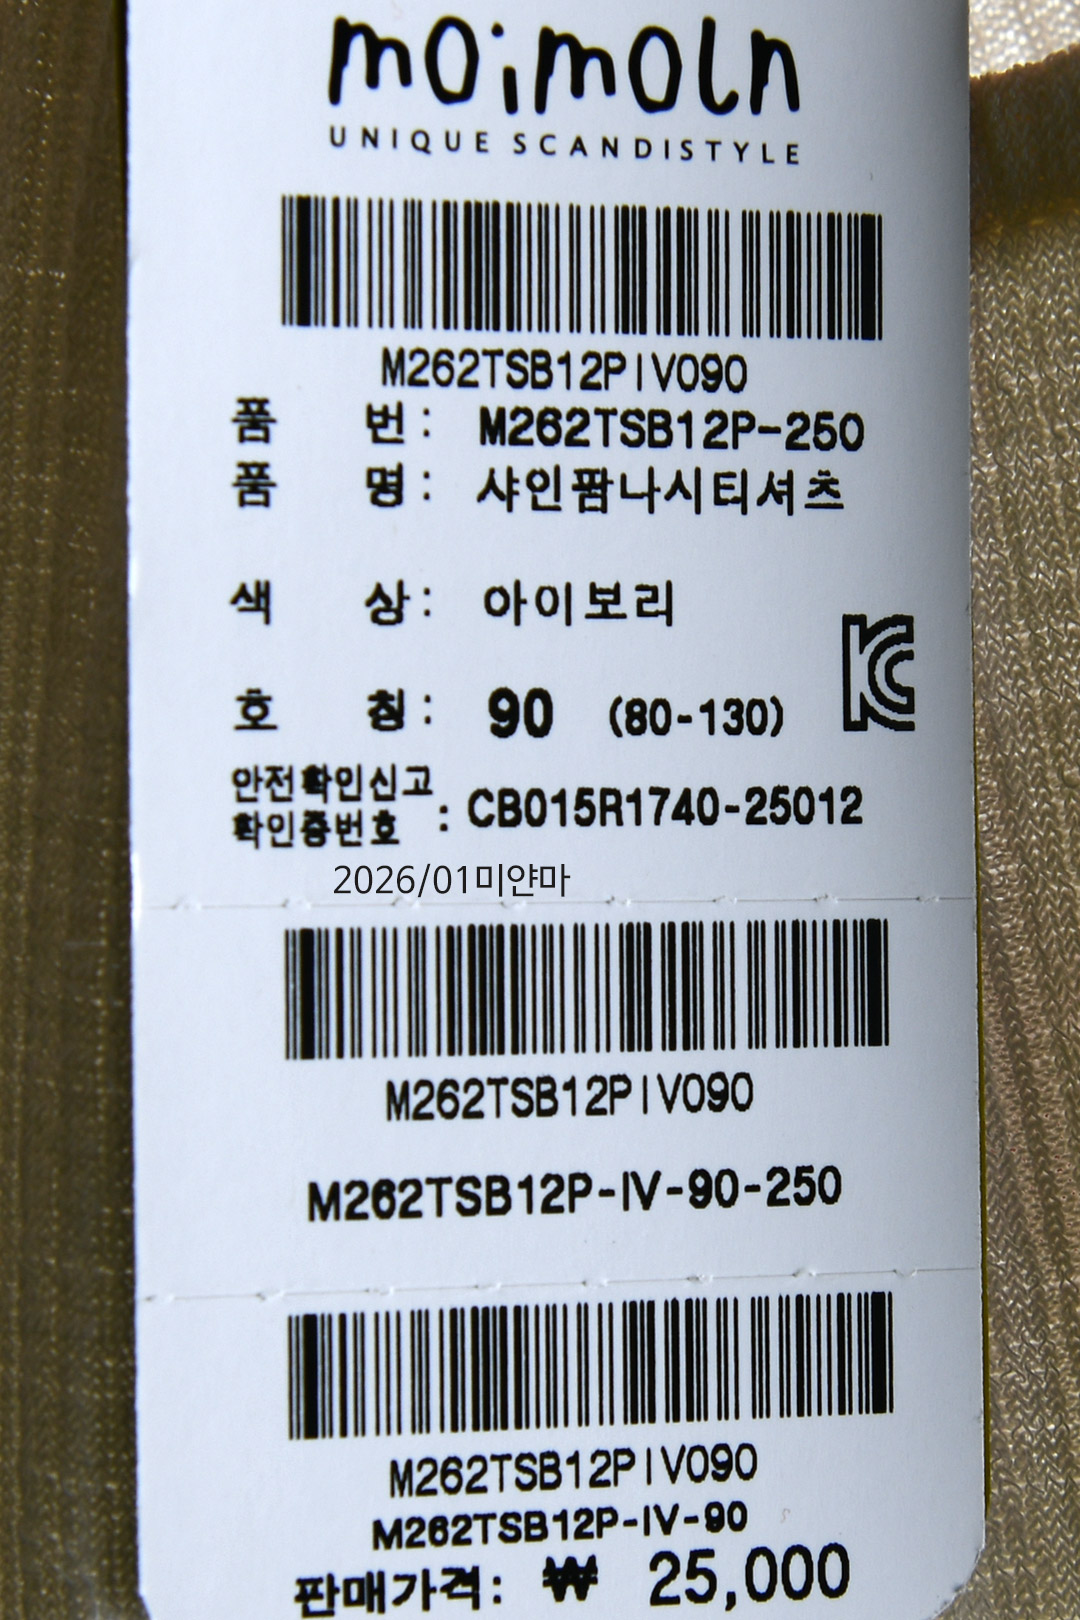 moimoln
UNIQUE SCANDISTYLE
M262TSB12PIV090
품 번 : M262TSB12P-250
품 명 : 샤인팜나시티셔츠
색 상 : 아이보리
호 칭 : 90 (80-130)
안전확인신고
확인증번호 : CB015R1740-25012
2026/01미얀마
M262TSB12PIV090
M262TSB12P-IV-90-250
M262TSB12PIV090
M262TSB12P-IV-90
판매가격: ₩ 25,000